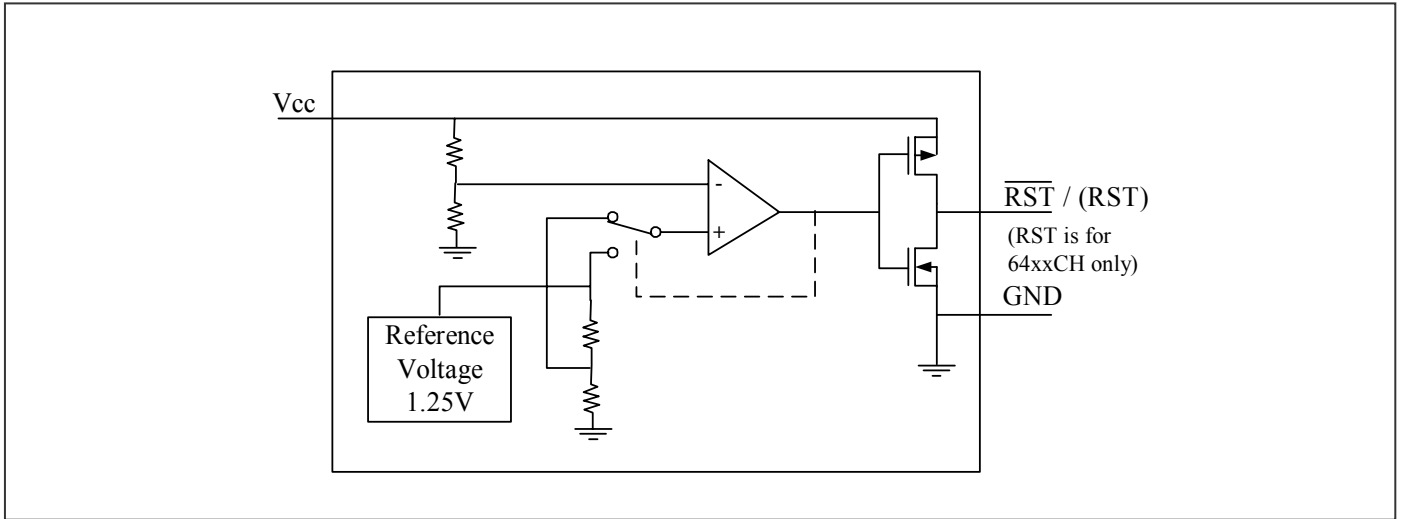 Vcc
-
+
RST / (RST)
(RST is for
64xxCH only)
GND
Reference
Voltage
1.25V